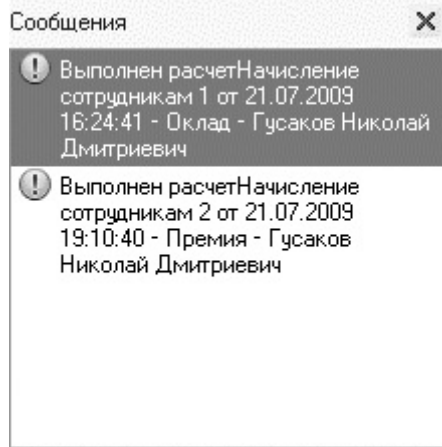 Сообщения
Выполнен расчетНачисление
сотрудникам 1 от 21.07.2009
16:24:41 - Оклад - Гусаков Николай
Дмитриевич
Выполнен расчетНачисление
сотрудникам 2 от 21.07.2009
19:10:40 - Премия - Гусаков
Николай Дмитриевич